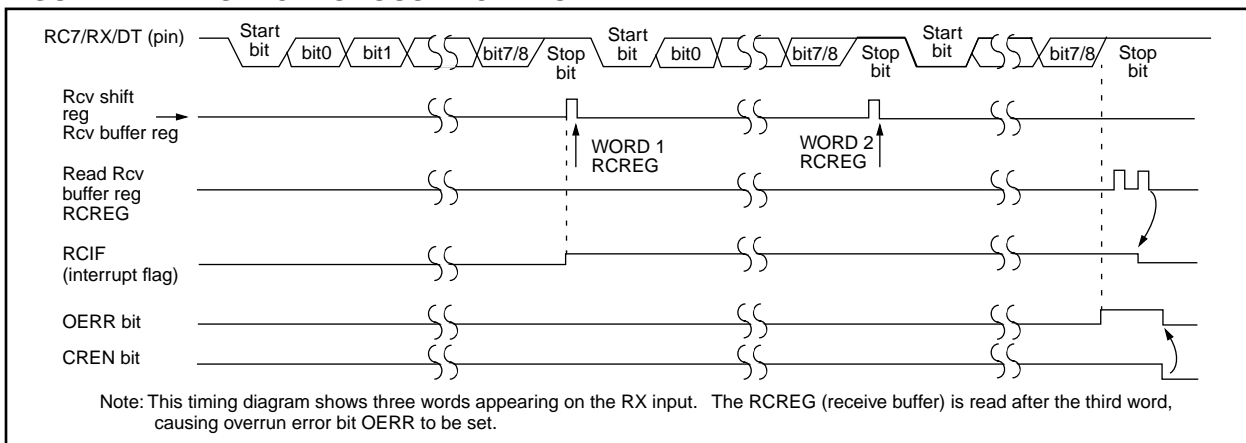 RC7/RX/DT (pin)
Start
bit
bit0
bit1
bit7/8
Stop
bit
Start
bit
bit0
bit7/8
Stop
bit
Start
bit
bit7/8
Stop
bit
Rcv shift
reg
Rcv buffer reg
WORD 1
RCREG
WORD 2
RCREG
Read Rcv
buffer reg
RCREG
RCIF
(interrupt flag)
OERR bit
CREN bit
Note: This timing diagram shows three words appearing on the RX input. The RCREG (receive buffer) is read after the third word,
causing overrun error bit OERR to be set.